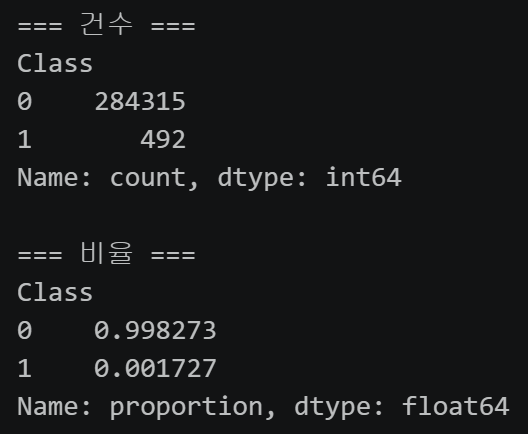 === 건수 ===
Class
0    284315
1       492
Name: count, dtype: int64

=== 비율 ===
Class
0    0.998273
1    0.001727
Name: proportion, dtype: float64